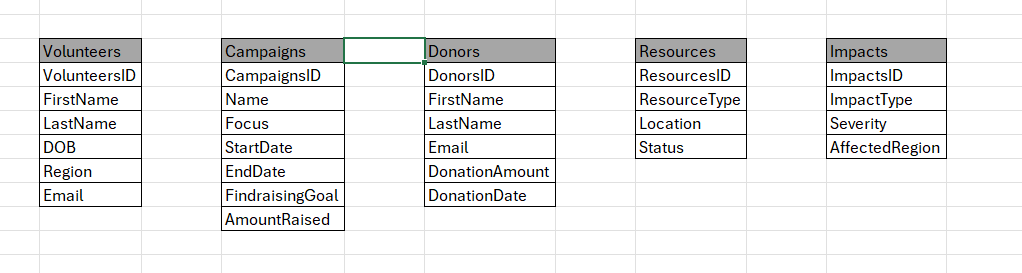 Volunteers
VolunteersID
FirstName
LastName
DOB
Region
Email
Campaigns
CampaignsID
Name
Focus
StartDate
EndDate
FindraisingGoal
AmountRaised
Donors
DonorsID
FirstName
LastName
Email
DonationAmount
DonationDate
Resources
ResourcesID
ResourceType
Location
Status
Impacts
ImpactsID
ImpactType
Severity
AffectedRegion